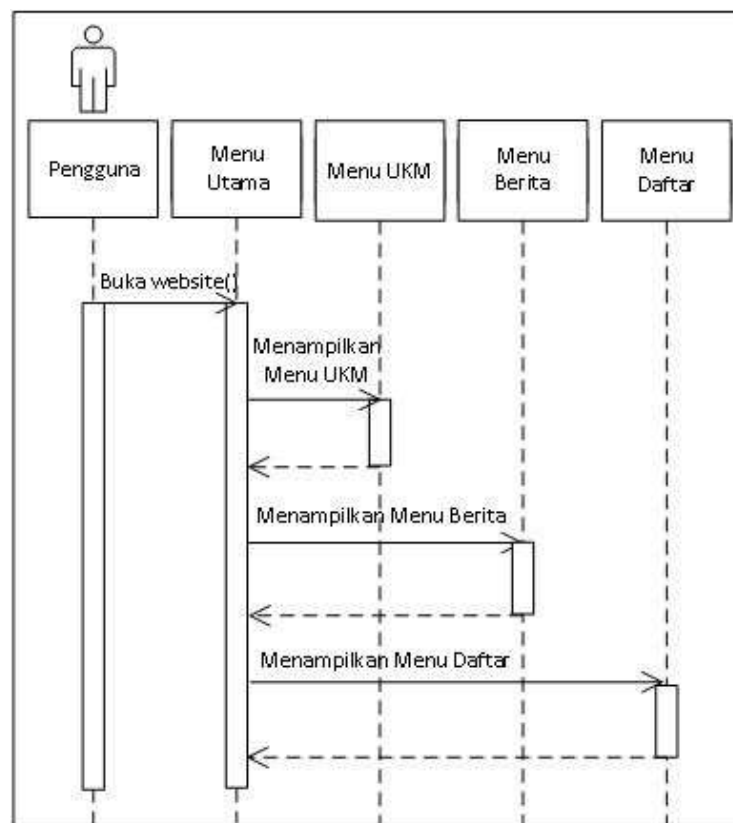 Pengguna
Menu
Utama
Menu UKM
Menu
Berita
Menu
Daftar
Buka website()
Menampilkan
Menu UKM
Menampilkan Menu Berita
Menampilkan Menu Daftar